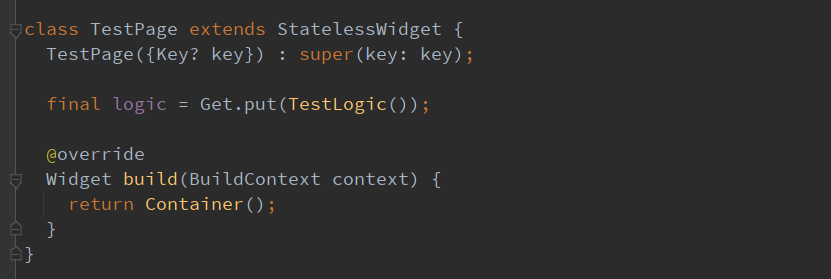 class TestPage extends StatelessWidget {
  TestPage({Key? key}) : super(key: key);

  final logic = Get.put(TestLogic());

  @override
  Widget build(BuildContext context) {
    return Container();
  }
}